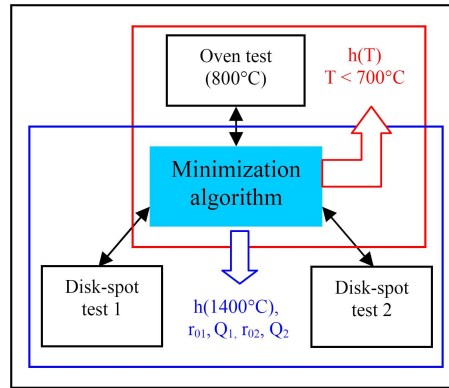 Oven test
(800°C)
h(T)
T < 700°C
Minimization
algorithm
Disk-spot
test 1
h(1400°C),
r₀₁, Q₁, r₀₂, Q₂
Disk-spot
test 2